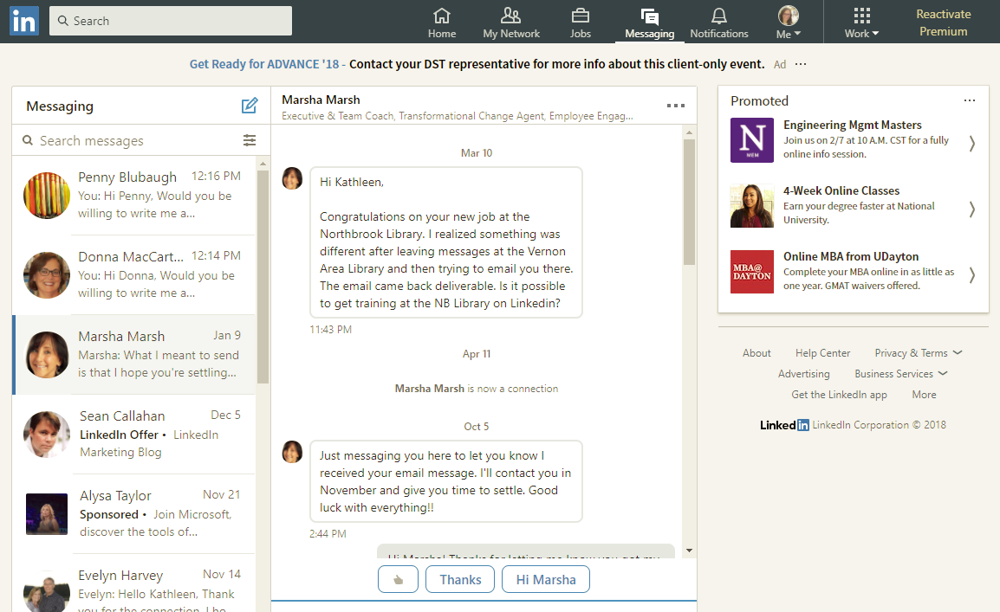 in
Search
Home
My Network
Jobs
Messaging
Notifications
Me
Work
Reactivate
Premium
Get Ready for ADVANCE '18 - Contact your DST representative for more info about this client-only event. Ad ...
Messaging
Search messages
Penny Blubaugh 12:16 PM
You: Hi Penny, Would you be
willing to write me a...
Donna MacCart... 12:14 PM
You: Hi Donna, Would you be
willing to write me a...
Marsha Marsh Jan 9
Marsha: What I meant to send
is that I hope you're settling...
Sean Callahan Dec 5
LinkedIn Offer • LinkedIn
Marketing Blog
Alysa Taylor Nov 21
Sponsored • Join Microsoft,
discover the tools of...
Evelyn Harvey Nov 14
Evelyn: Hello Kathleen, Thank
you for the connection. I ho
Marsha Marsh
Executive & Team Coach, Transformational Change Agent, Employee Engag...
Mar 10
Hi Kathleen,
Congratulations on your new job at the
Northbrook Library. I realized something was
different after leaving messages at the Vernon
Area Library and then trying to email you there.
The email came back deliverable. Is it possible
to get training at the NB Library on Linkedin?
11:43 PM
Apr 11
Marsha Marsh is now a connection
Oct 5
Just messaging you here to let you know I
received your email message. I'll contact you in
November and give you time to settle. Good
luck with everything!!
2:44 PM
Hi Marsha! Thanks for letting me know you got my
Thanks
Hi Marsha
Promoted
N
MEM
Engineering Mgmt Masters
Join us on 2/7 at 10 A.M. CST for a fully
online info session.
4-Week Online Classes
Earn your degree faster at National
University.
MBA@
DAYTON
Online MBA from UDayton
Complete your MBA online in as little as
one year. GMAT waivers offered.
About Help Center Privacy & Terms
Advertising Business Services
Get the LinkedIn app More
LinkedIn LinkedIn Corporation © 2018